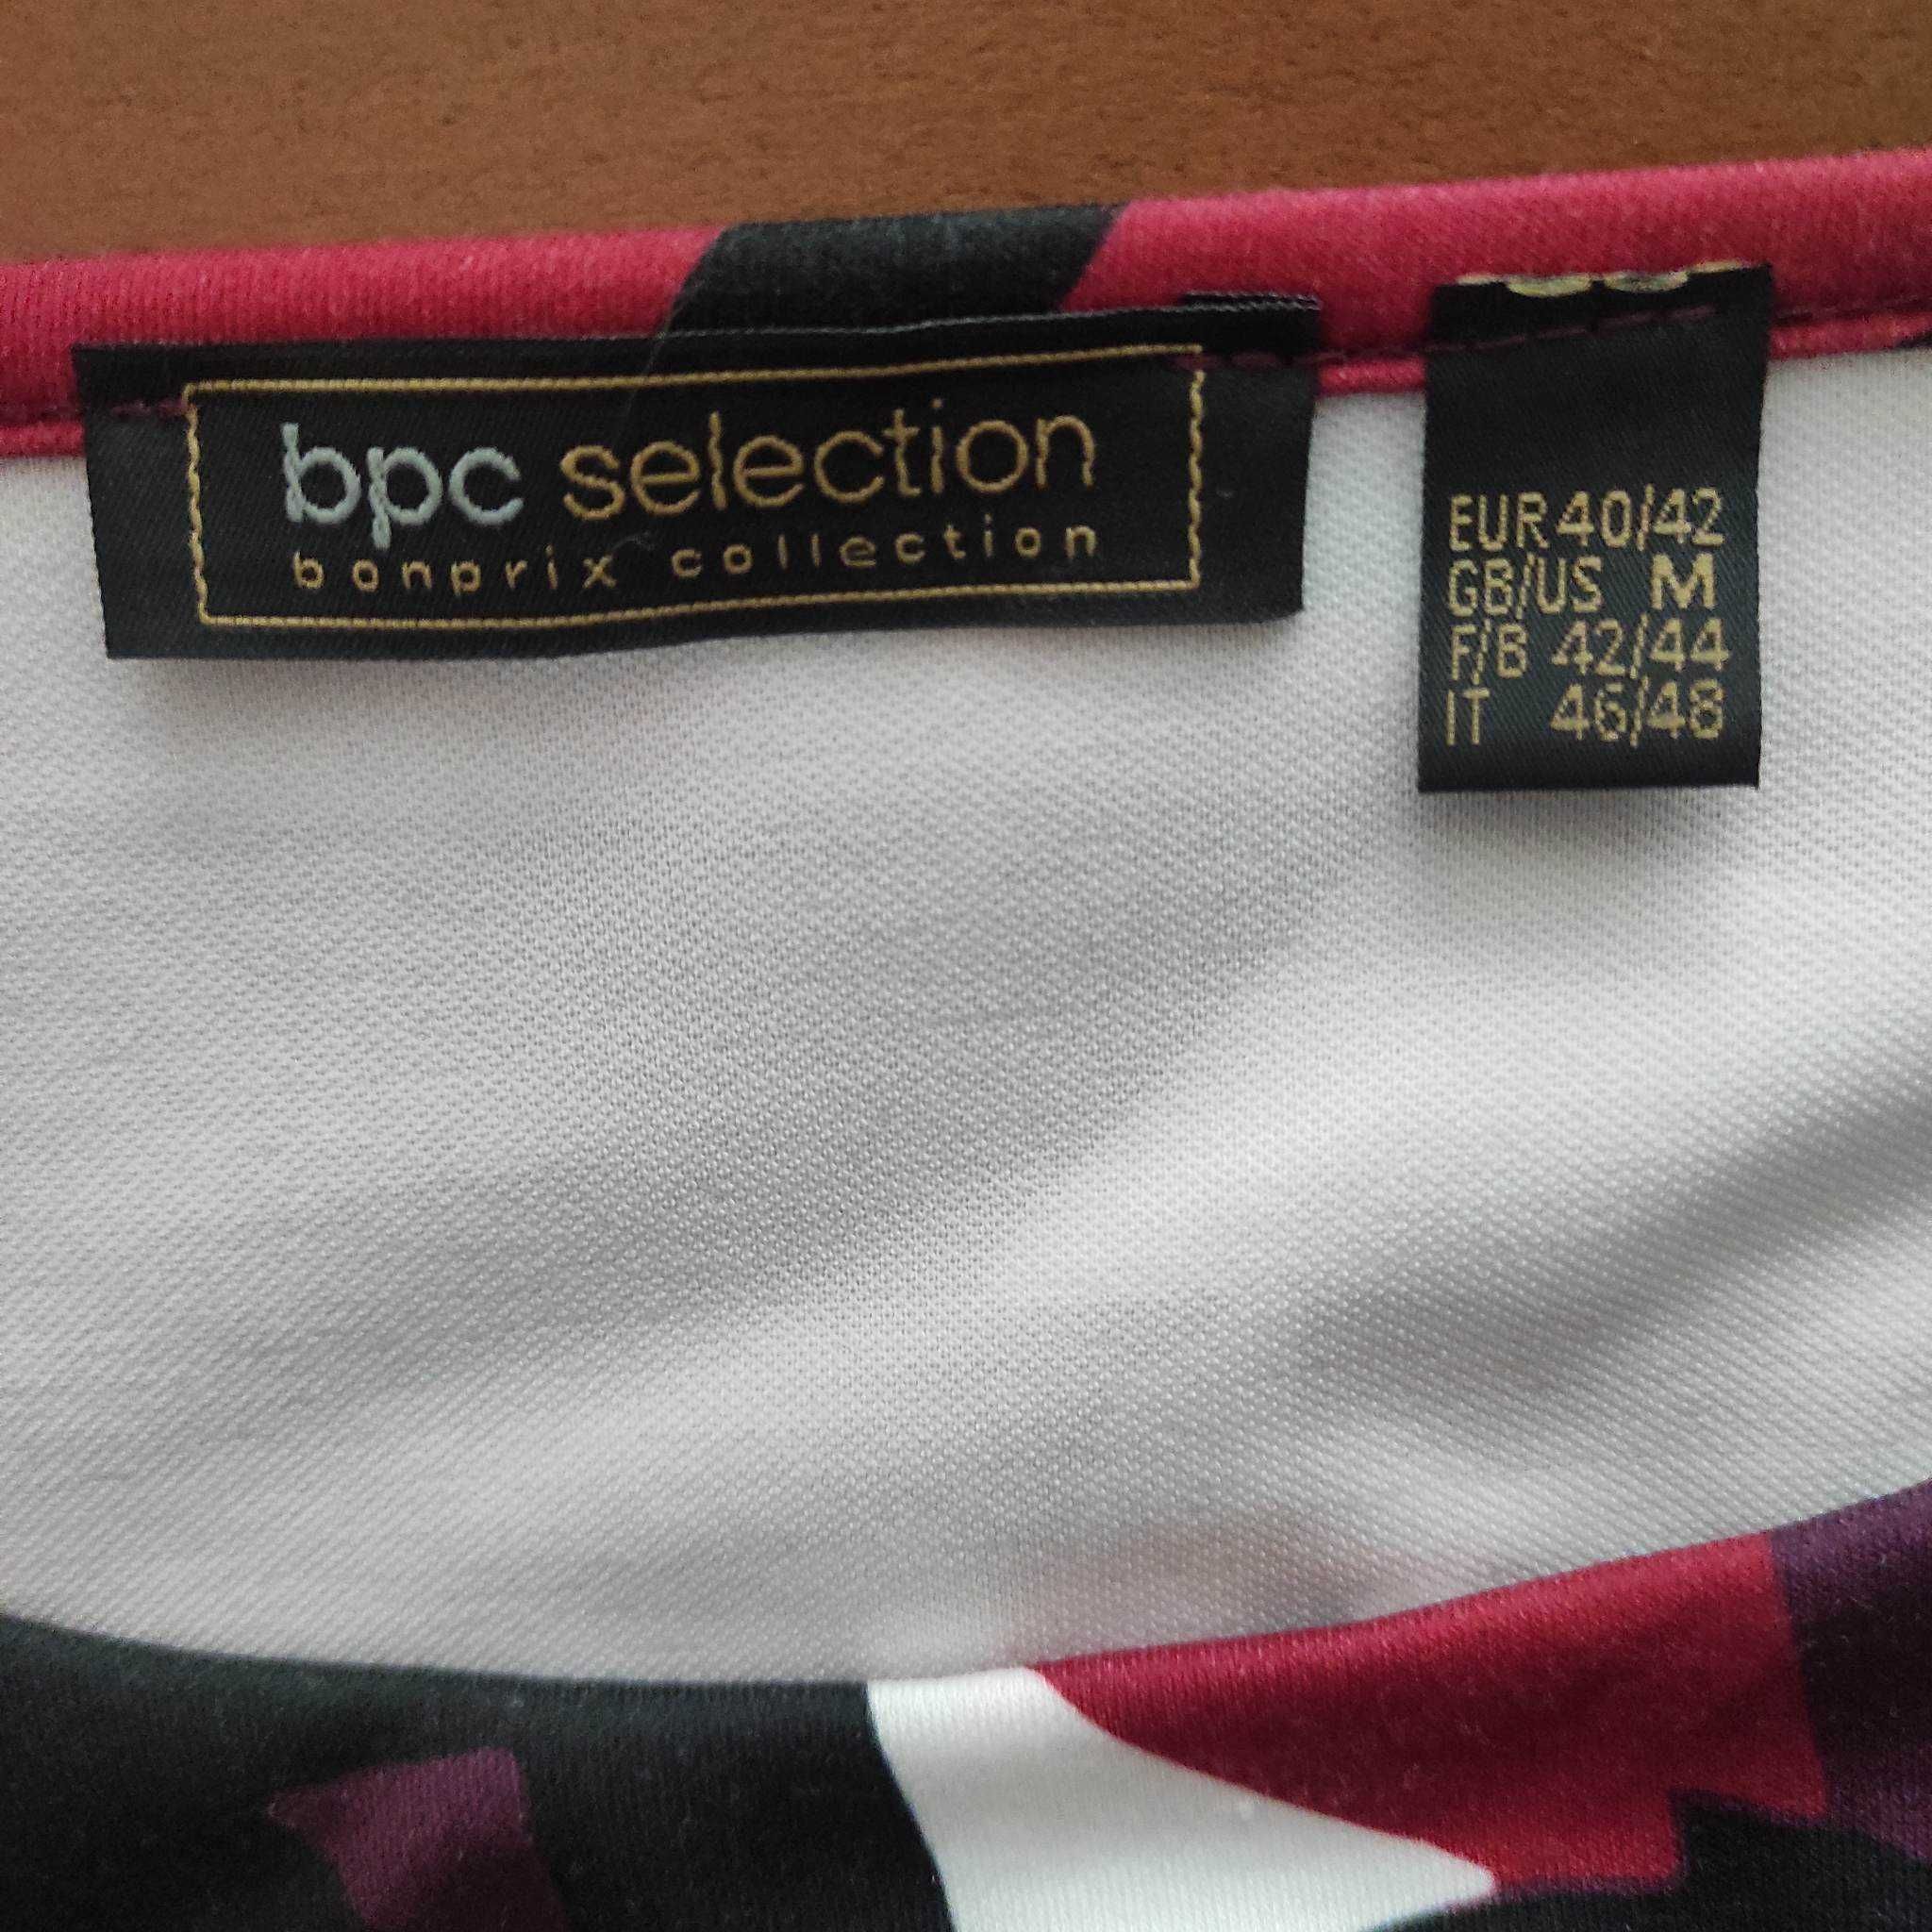 bpc selection
bonprix collection
EUR 40/42
GB/US M
F/B 42/44
IT 46/48